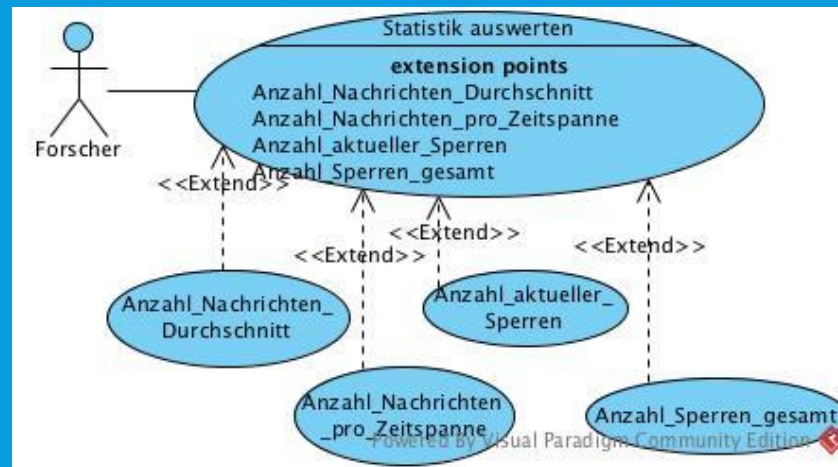 Statistik auswerten
extension points
Anzahl_Nachrichten_Durchschnitt
Anzahl_Nachrichten_pro_Zeitspanne
Anzahl_aktueller_Sperren
Anzahl_Sperren_gesamt
Forscher
<<Extend>>
<<Extend>>
<<Extend>>
<<Extend>>
Anzahl_Nachrichten_
Durchschnitt
Anzahl_aktueller_
Sperren
Anzahl_Nachrichten
_pro_Zeitspanne
Anzahl_Sperren_gesamt
Powered By Visual Paradigm Community Edition